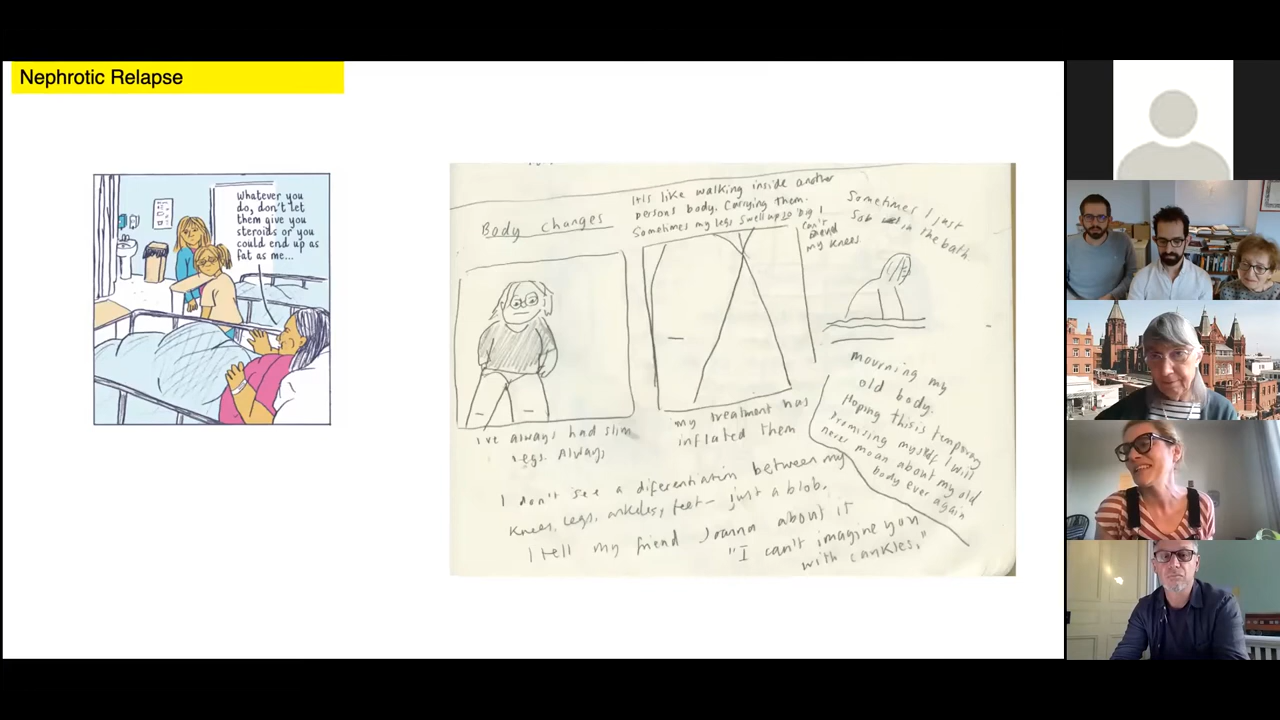 Nephrotic Relapse
Whatever you
do, don't let
them give you
steroids or you
could end up as
fat as me...
Body changes
It is like walking inside another
persons body. Carrying them.
Sometimes my legs swell up so big I
can't
bend
my knees
Sometimes I just
sob in the bath.
I've always had slim
legs. Always
my treatment has
inflated them
mourning my
old body.
Hoping this is temporary
Promising myself I will
never moan about my old
body ever again
I don't see a diferentiation between my
knees, legs, ankles, feet - just a blob.
I tell my friend Joanna about it
"I can't imagine you
with cankles."